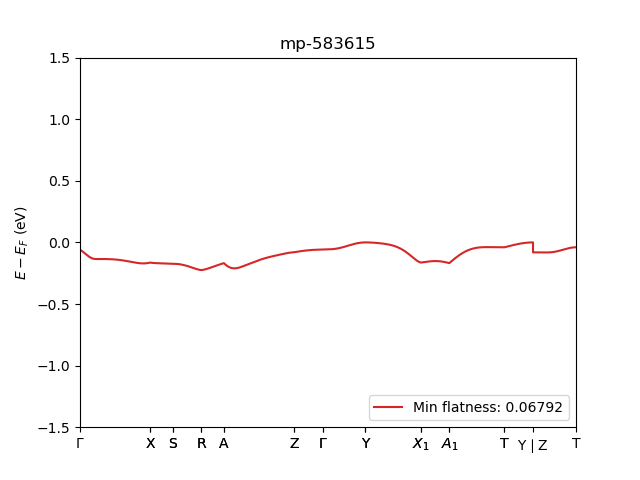 mp-583615
E − E_F (eV)
1.5
1.0
0.5
0.0
−0.5
−1.0
−1.5
Min flatness: 0.06792
Γ X S R A Z Γ Y X₁ A₁ T Y | Z T